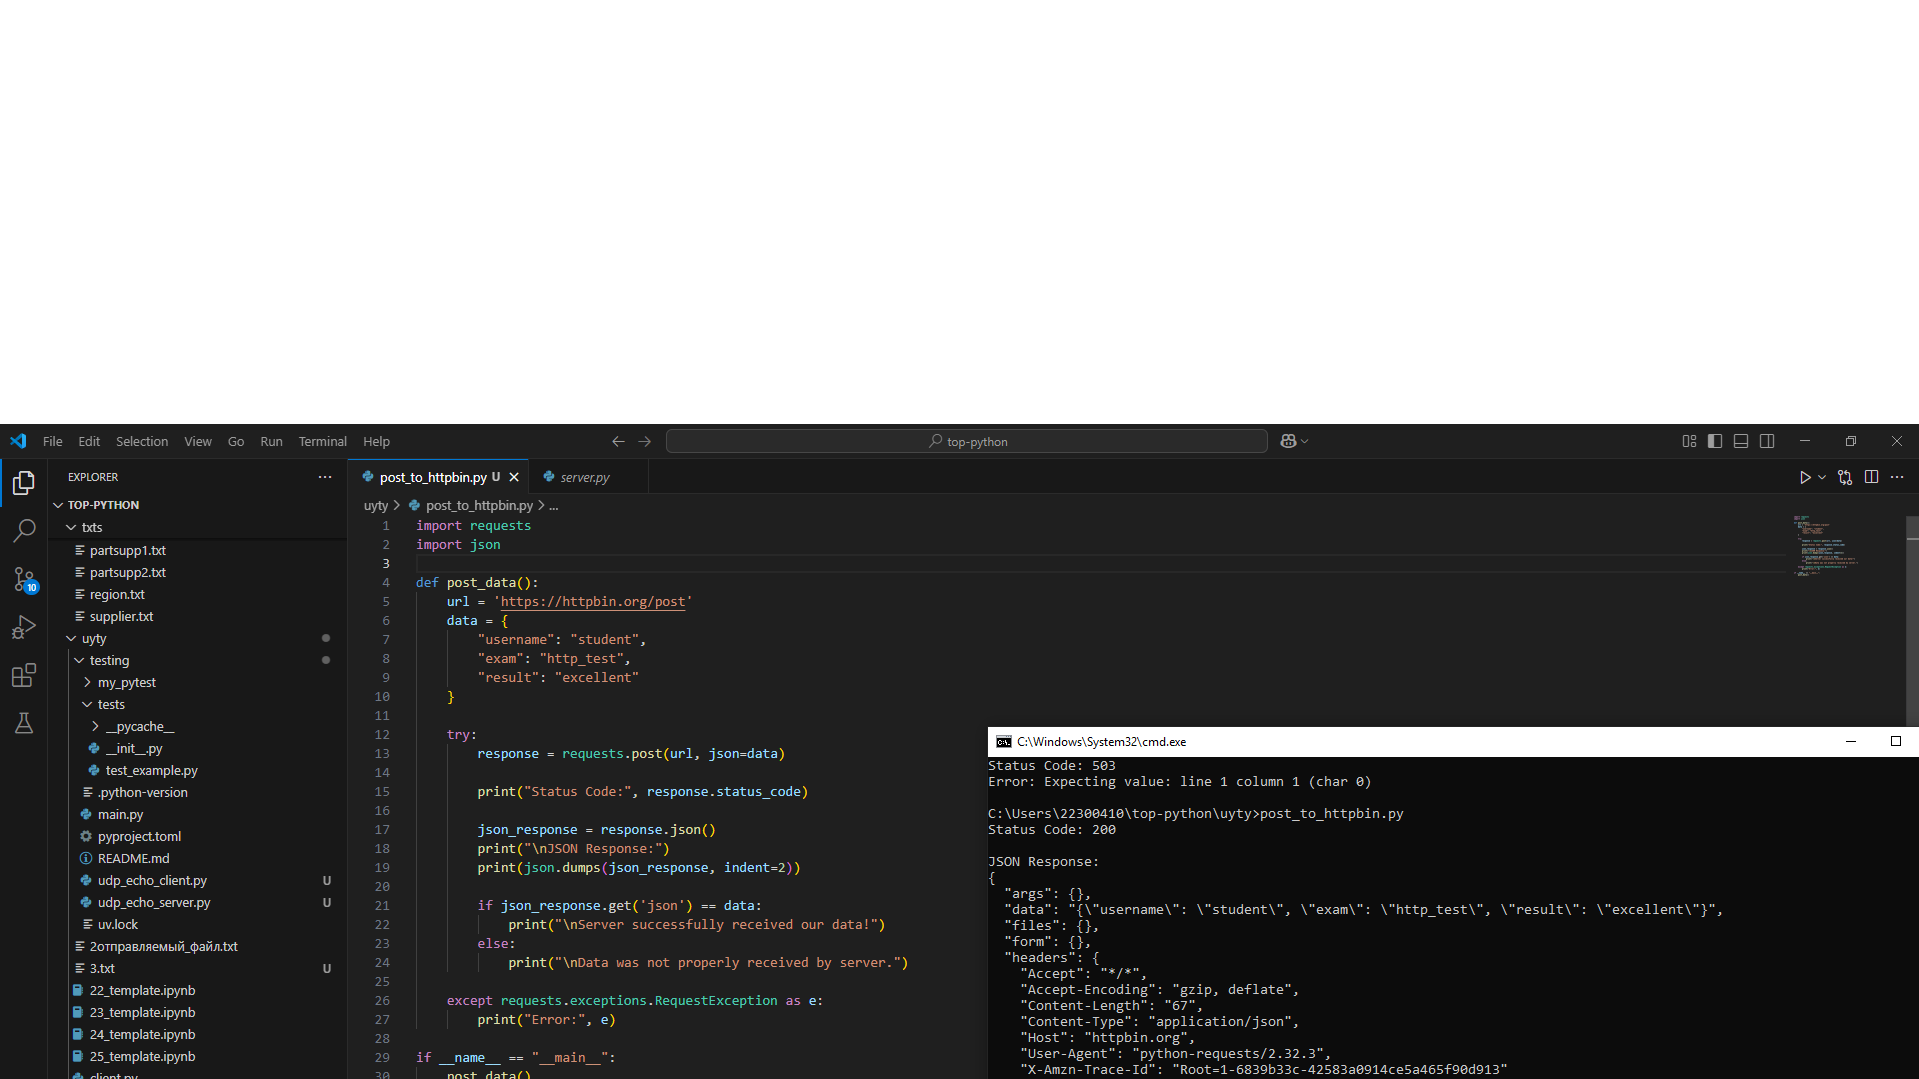 File Edit Selection View Go Run Terminal Help
top-python
EXPLORER
TOP-PYTHON
txts
partsupp1.txt
partsupp2.txt
region.txt
supplier.txt
uyty
testing
my_pytest
tests
__pycache__
__init__.py
test_example.py
.python-version
main.py
pyproject.toml
README.md
udp_echo_client.py U
udp_echo_server.py U
uv.lock
2отправляемый_файл.txt
3.txt U
22_template.ipynb
23_template.ipynb
24_template.ipynb
25_template.ipynb
client.py
10
post_to_httpbin.py U
server.py
uyty > post_to_httpbin.py > ...
1 import requests
2 import json
3
4 def post_data():
5 url = 'https://httpbin.org/post'
6 data = {
7 "username": "student",
8 "exam": "http_test",
9 "result": "excellent"
10 }
11
12 try:
13 response = requests.post(url, json=data)
14
15 print("Status Code:", response.status_code)
16
17 json_response = response.json()
18 print("\nJSON Response:")
19 print(json.dumps(json_response, indent=2))
20
21 if json_response.get('json') == data:
22 print("\nServer successfully received our data!")
23 else:
24 print("\nData was not properly received by server.")
25
26 except requests.exceptions.RequestException as e:
27 print("Error:", e)
28
29 if __name__ == "__main__":
30 post_data()
C:\Windows\System32\cmd.exe
Status Code: 503
Error: Expecting value: line 1 column 1 (char 0)
C:\Users\22300410\top-python\uyty>post_to_httpbin.py
Status Code: 200
JSON Response:
{
"args": {},
"data": "{\"username\": \"student\", \"exam\": \"http_test\", \"result\": \"excellent\"}",
"files": {},
"form": {},
"headers": {
"Accept": "*/*",
"Accept-Encoding": "gzip, deflate",
"Content-Length": "67",
"Content-Type": "application/json",
"Host": "httpbin.org",
"User-Agent": "python-requests/2.32.3",
"X-Amzn-Trace-Id": "Root=1-6839b33c-42583a0914ce5a465f90d913"